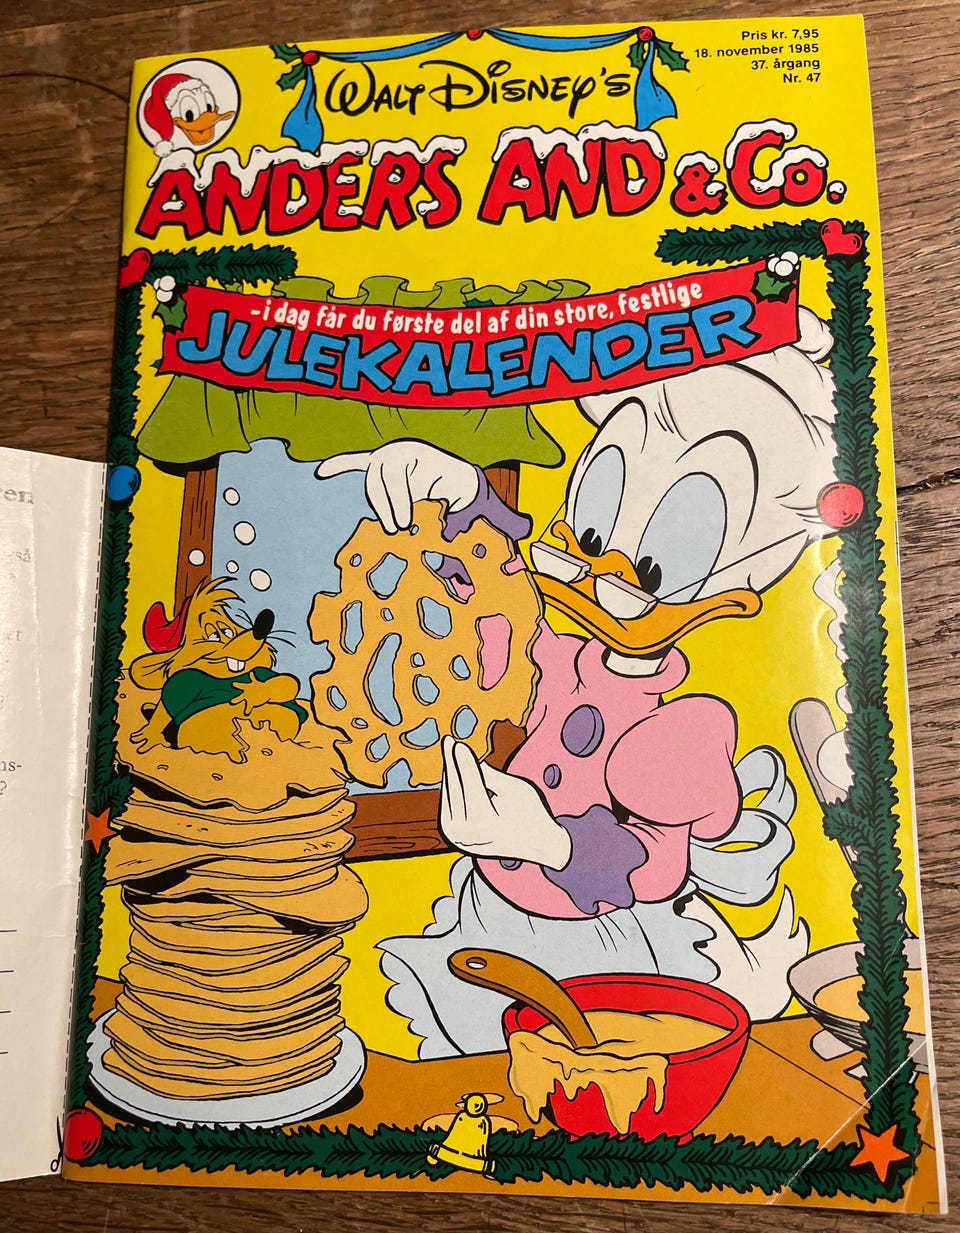 Pris kr. 7,95
18. november 1985
37. årgang
Nr. 47
WALT DISNEY'S
ANDERS AND & Co.
- i dag får du første del af din store, festlige
JULEKALENDER